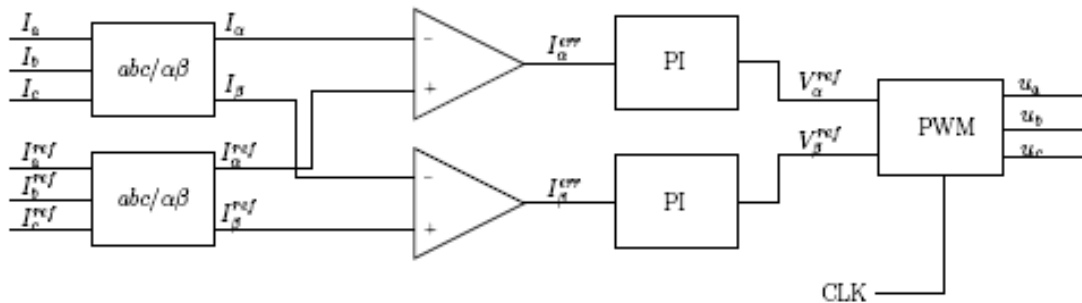 I_a
I_b
I_c
abc/αβ
I_α
I_β
−
+
I_α^err
PI
V_α^ref
PWM
u_a
u_b
u_c
I_a^ref
I_b^ref
I_c^ref
abc/αβ
I_α^ref
I_β^ref
−
+
I_β^err
PI
V_β^ref
CLK